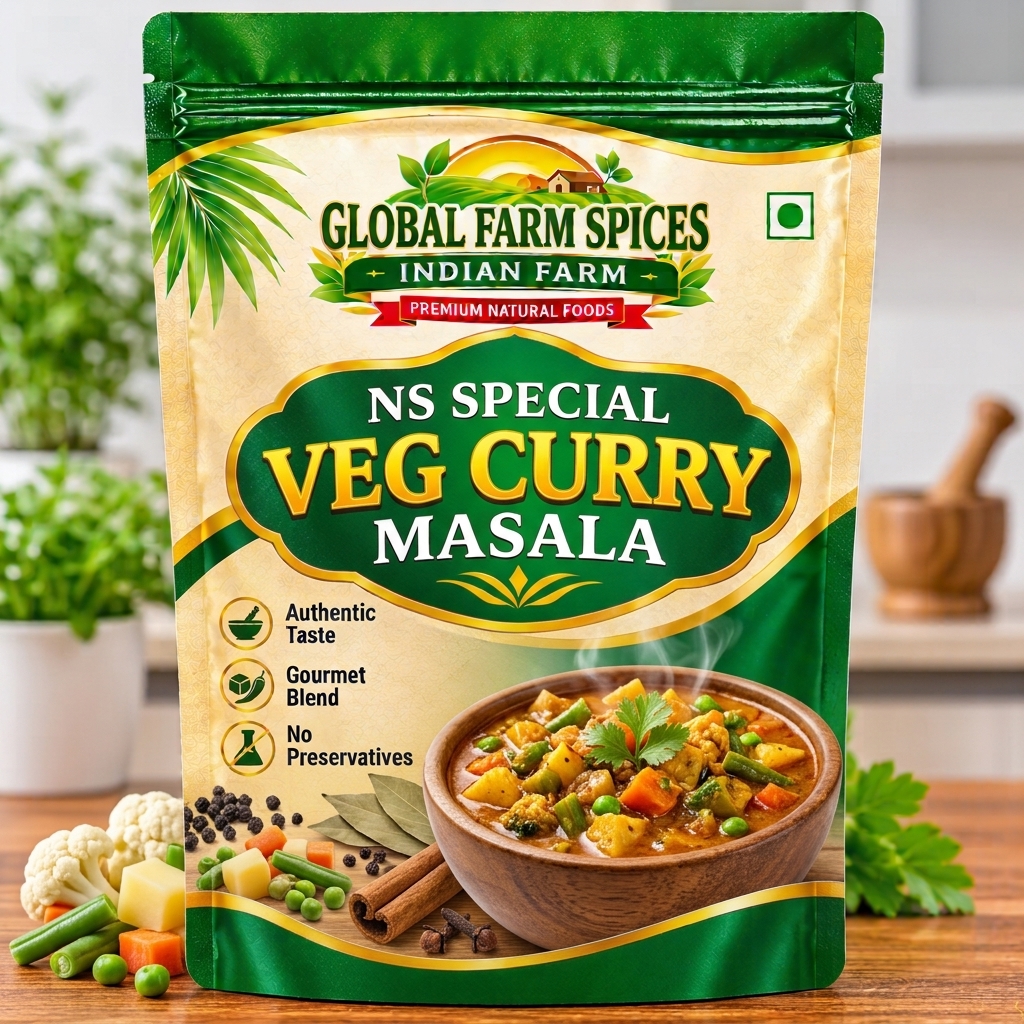 GLOBAL FARM SPICES
INDIAN FARM
PREMIUM NATURAL FOODS
NS SPECIAL
VEG CURRY
MASALA
Authentic
Taste
Gourmet
Blend
No
Preservatives